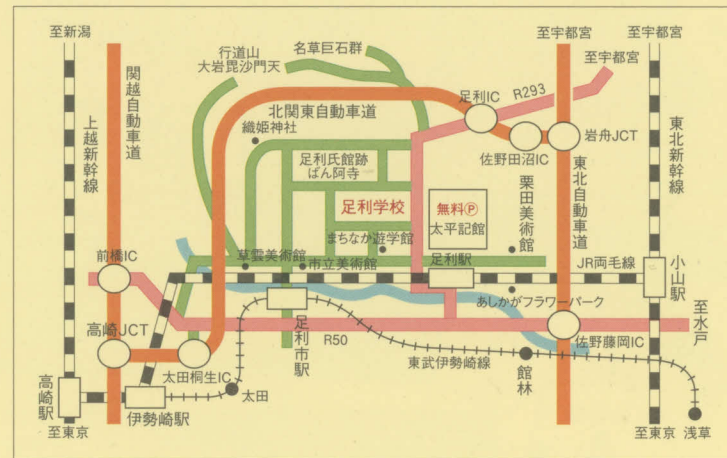 至新潟
関越自動車道
上越新幹線
行道山
大岩毘沙門天
名草巨石群
北関東自動車道
織姫神社
足利氏館跡
ばん阿寺
足利学校
まちなか遊学館
無料Ⓟ
太平記館
足利IC
R293
至宇都宮
至宇都宮
至宇都宮
佐野田沼IC
岩舟JCT
東北自動車道
東北新幹線
栗田美術館
前橋IC
草雲美術館
市立美術館
足利駅
JR両毛線
小山駅
あしかがフラワーパーク
至水戸
高崎JCT
足利市駅
R50
佐野藤岡IC
太田桐生IC
東武伊勢崎線
館林
太田
高崎駅
伊勢崎駅
浅草
至東京
至東京